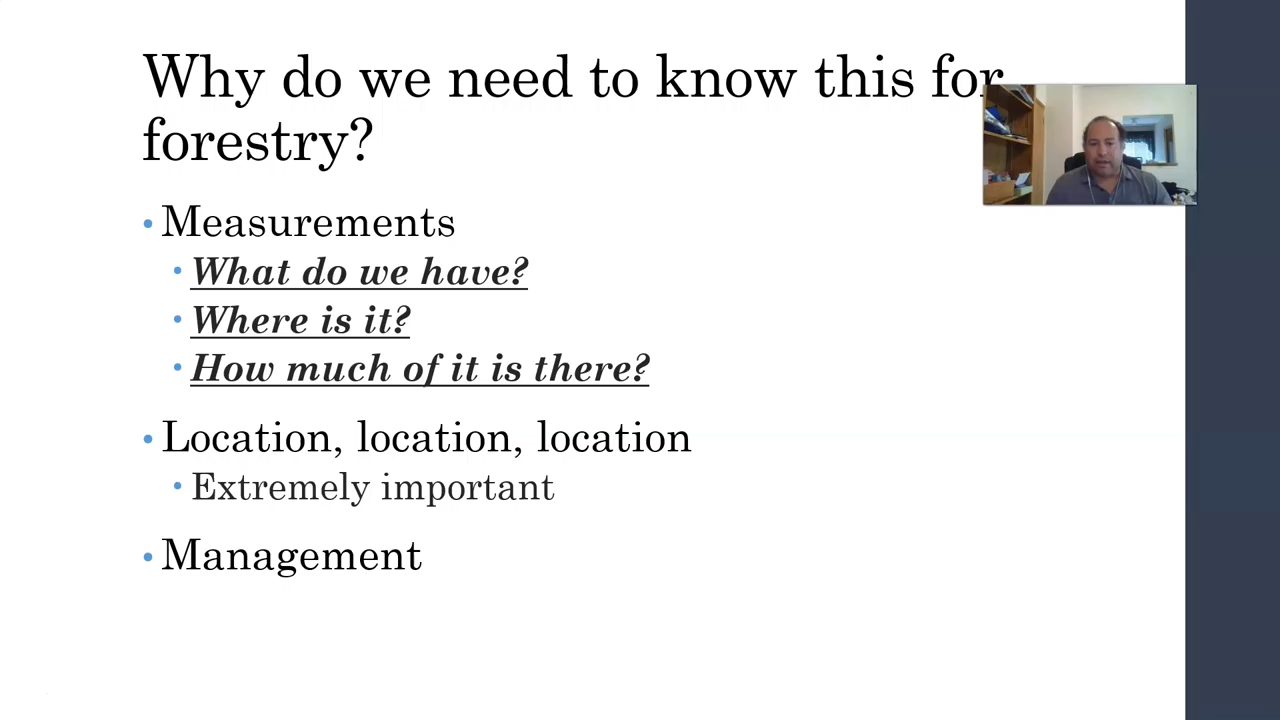 Why do we need to know this for
forestry?
• Measurements
• What do we have?
• Where is it?
• How much of it is there?
• Location, location, location
• Extremely important
• Management